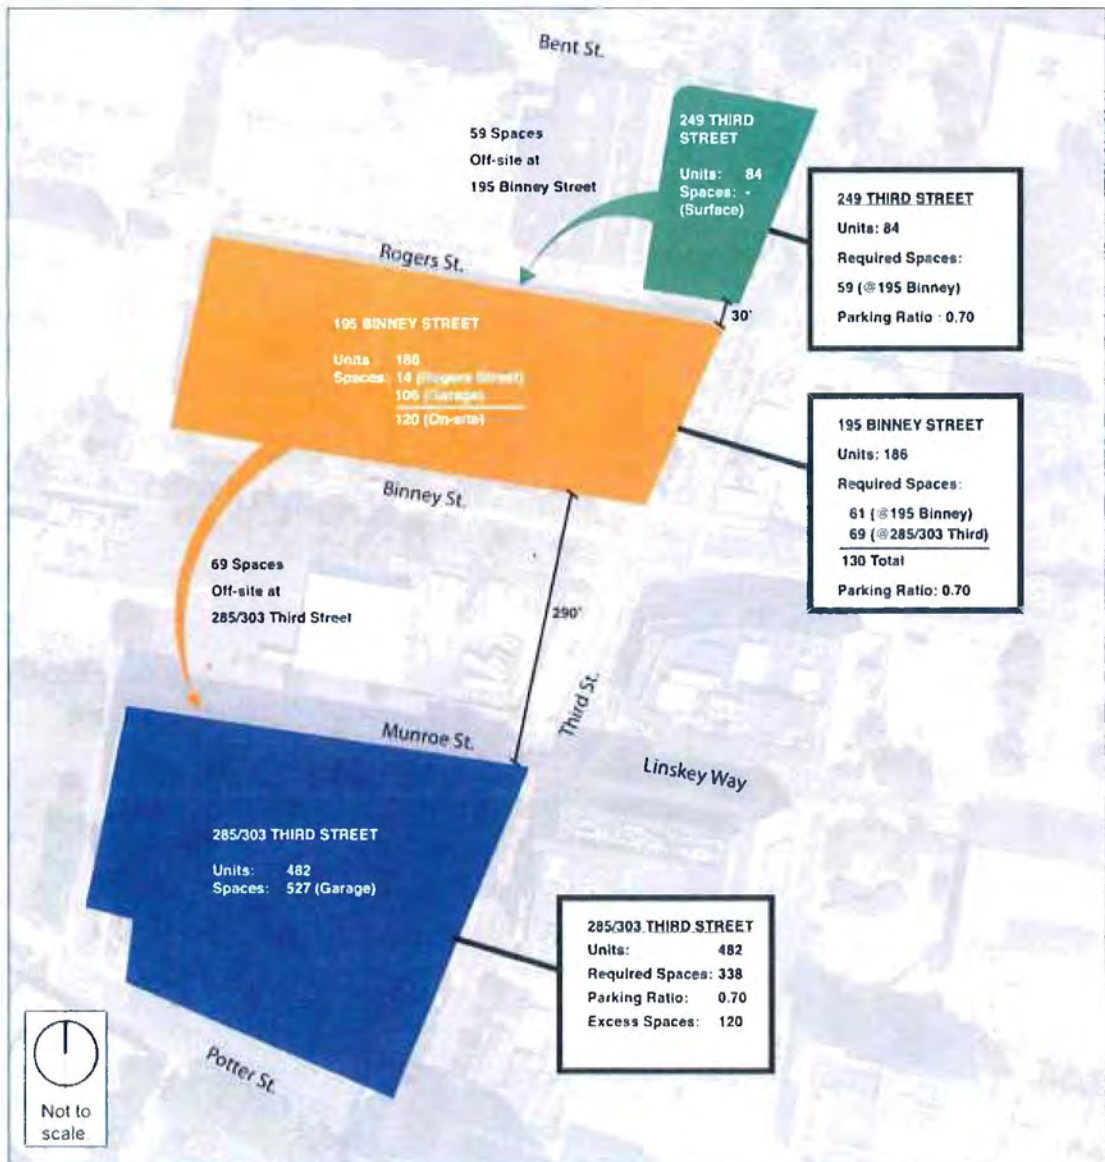 Bent St.
249 THIRD
STREET
Units: 84
Spaces: -
(Surface)
59 Spaces
Off-site at
195 Binney Street
249 THIRD STREET
Units: 84
Required Spaces:
59 (@195 Binney)
Parking Ratio : 0.70
Rogers St.
30'
195 BINNEY STREET
Units 186
Spaces: 14 (Rogers Street)
106 (Garage)
120 (On-site)
195 BINNEY STREET
Units: 186
Required Spaces:
61 (@195 Binney)
69 (@285/303 Third)
130 Total
Parking Ratio: 0.70
Binney St.
69 Spaces
Off-site at
285/303 Third Street
290'
Third St.
Munroe St.
Linskey Way
285/303 THIRD STREET
Units: 482
Spaces: 527 (Garage)
285/303 THIRD STREET
Units: 482
Required Spaces: 338
Parking Ratio: 0.70
Excess Spaces: 120
Potter St.
Not to
scale